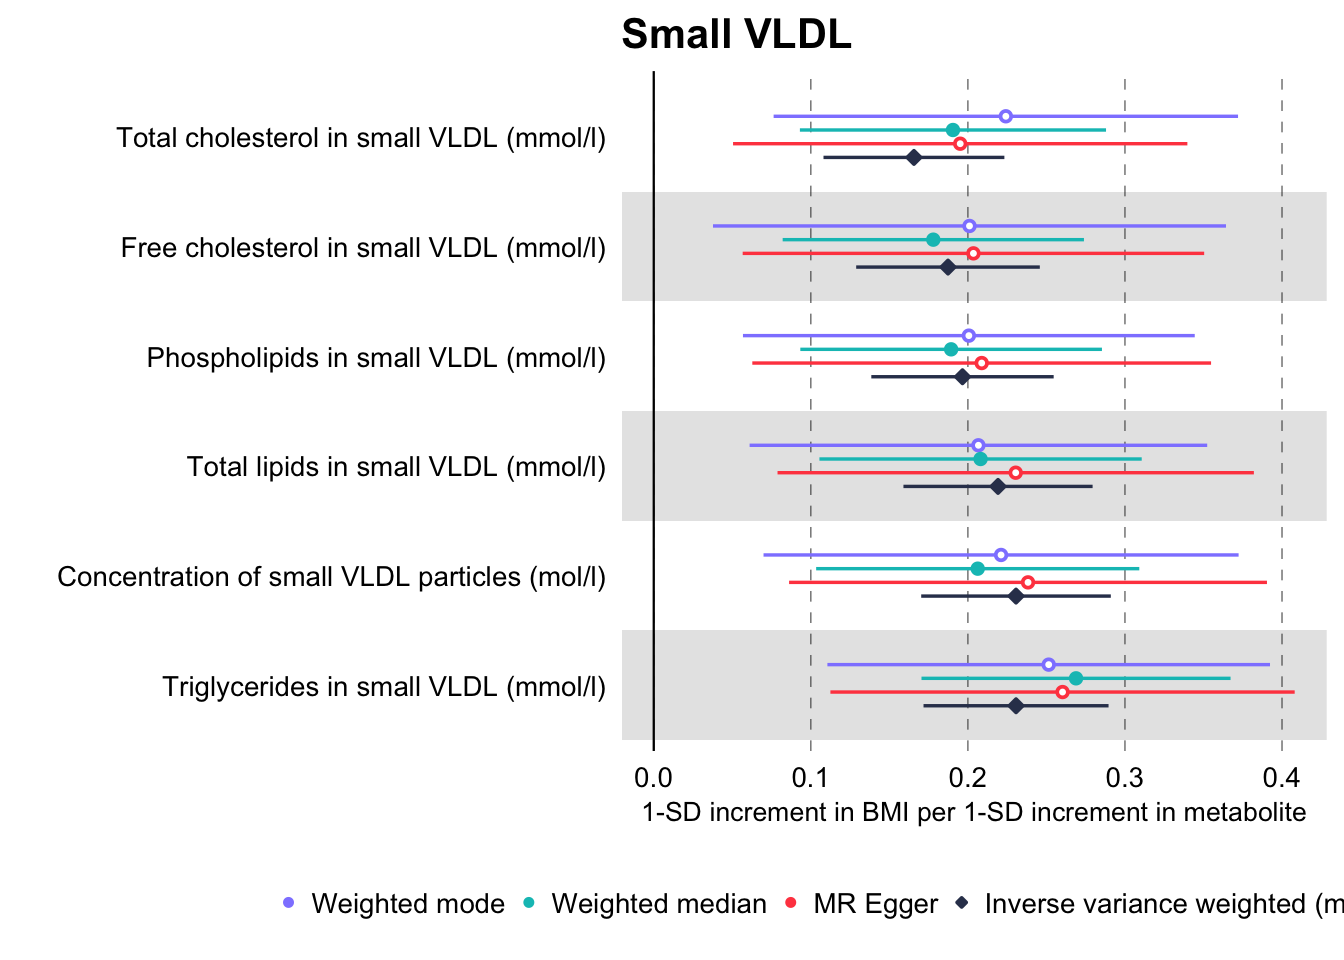 Small VLDL
Total cholesterol in small VLDL (mmol/l)
Free cholesterol in small VLDL (mmol/l)
Phospholipids in small VLDL (mmol/l)
Total lipids in small VLDL (mmol/l)
Concentration of small VLDL particles (mol/l)
Triglycerides in small VLDL (mmol/l)
0.0 0.1 0.2 0.3 0.4
1-SD increment in BMI per 1-SD increment in metabolite
Weighted mode Weighted median MR Egger Inverse variance weighted (m